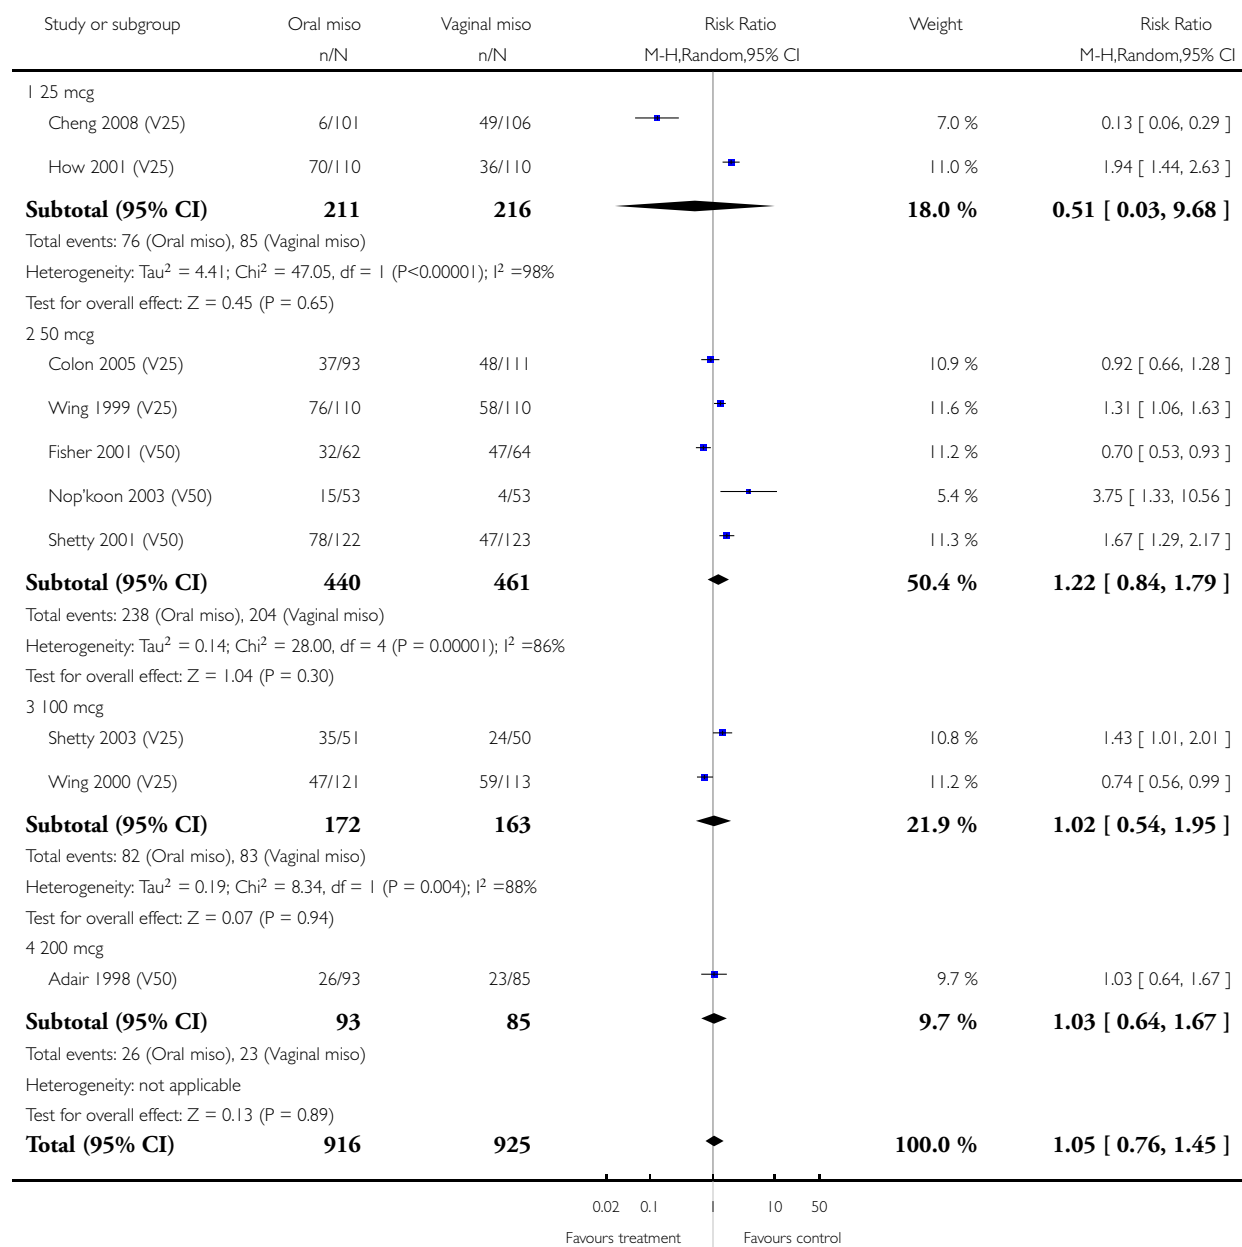 Study or subgroup Oral miso Vaginal miso Risk Ratio Weight Risk Ratio
n/N n/N M-H,Random,95% CI M-H,Random,95% CI
1 25 mcg
Cheng 2008 (V25) 6/101 49/106 7.0 % 0.13 [ 0.06, 0.29 ]
How 2001 (V25) 70/110 36/110 11.0 % 1.94 [ 1.44, 2.63 ]
Subtotal (95% CI) 211 216 18.0 % 0.51 [ 0.03, 9.68 ]
Total events: 76 (Oral miso), 85 (Vaginal miso)
Heterogeneity: Tau² = 4.41; Chi² = 47.05, df = 1 (P<0.00001); I² =98%
Test for overall effect: Z = 0.45 (P = 0.65)
2 50 mcg
Colon 2005 (V25) 37/93 48/111 10.9 % 0.92 [ 0.66, 1.28 ]
Wing 1999 (V25) 76/110 58/110 11.6 % 1.31 [ 1.06, 1.63 ]
Fisher 2001 (V50) 32/62 47/64 11.2 % 0.70 [ 0.53, 0.93 ]
Nop'koon 2003 (V50) 15/53 4/53 5.4 % 3.75 [ 1.33, 10.56 ]
Shetty 2001 (V50) 78/122 47/123 11.3 % 1.67 [ 1.29, 2.17 ]
Subtotal (95% CI) 440 461 50.4 % 1.22 [ 0.84, 1.79 ]
Total events: 238 (Oral miso), 204 (Vaginal miso)
Heterogeneity: Tau² = 0.14; Chi² = 28.00, df = 4 (P = 0.00001); I² =86%
Test for overall effect: Z = 1.04 (P = 0.30)
3 100 mcg
Shetty 2003 (V25) 35/51 24/50 10.8 % 1.43 [ 1.01, 2.01 ]
Wing 2000 (V25) 47/121 59/113 11.2 % 0.74 [ 0.56, 0.99 ]
Subtotal (95% CI) 172 163 21.9 % 1.02 [ 0.54, 1.95 ]
Total events: 82 (Oral miso), 83 (Vaginal miso)
Heterogeneity: Tau² = 0.19; Chi² = 8.34, df = 1 (P = 0.004); I² =88%
Test for overall effect: Z = 0.07 (P = 0.94)
4 200 mcg
Adair 1998 (V50) 26/93 23/85 9.7 % 1.03 [ 0.64, 1.67 ]
Subtotal (95% CI) 93 85 9.7 % 1.03 [ 0.64, 1.67 ]
Total events: 26 (Oral miso), 23 (Vaginal miso)
Heterogeneity: not applicable
Test for overall effect: Z = 0.13 (P = 0.89)
Total (95% CI) 916 925 100.0 % 1.05 [ 0.76, 1.45 ]
0.02 0.1 1 10 50
Favours treatment Favours control